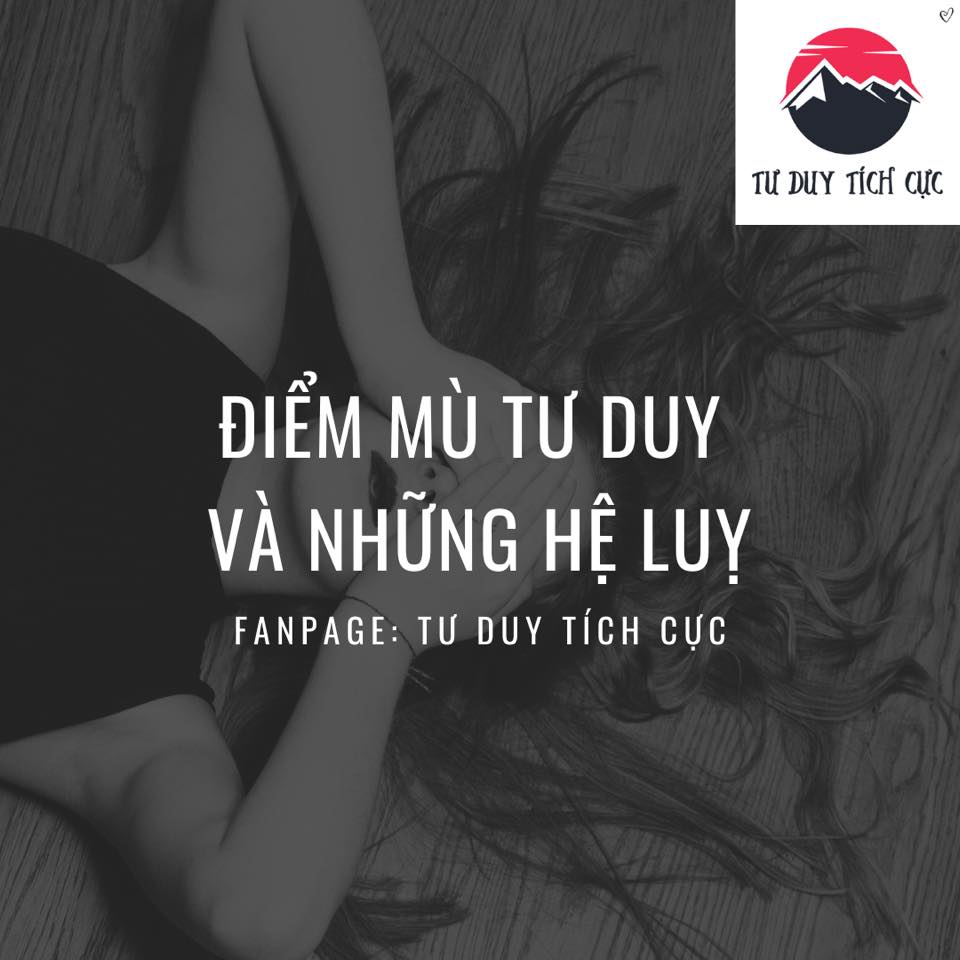 TƯ DUY TÍCH CỰC
ĐIỂM MÙ TƯ DUY
VÀ NHỮNG HỆ LUỴ
FANPAGE: TƯ DUY TÍCH CỰC